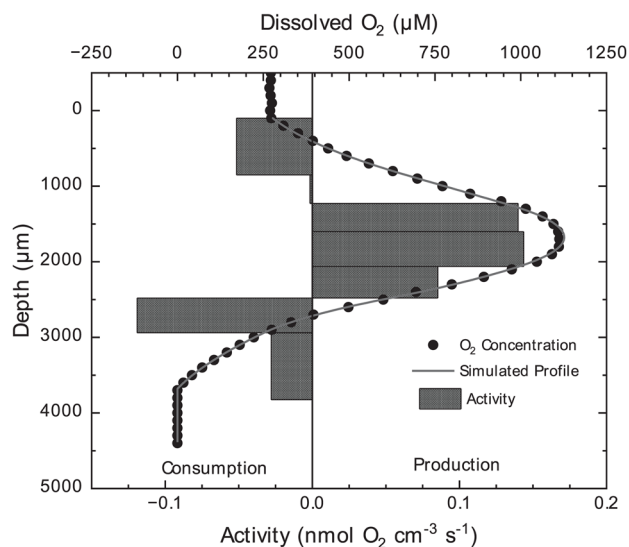 Dissolved O₂ (μM)
−250 0 250 500 750 1000 1250
0
1000
2000
3000
4000
5000
Depth (μm)
O₂ Concentration
Simulated Profile
Activity
Consumption Production
−0.1 0.0 0.1 0.2
Activity (nmol O₂ cm⁻³ s⁻¹)